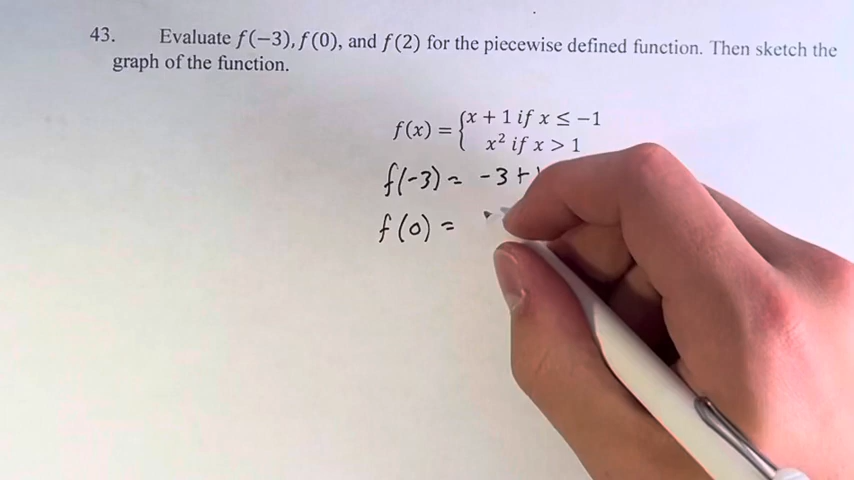 43. Evaluate f(−3), f(0), and f(2) for the piecewise defined function. Then sketch the
graph of the function.
f(x) = { x + 1 if x ≤ −1
x² if x > 1
f(-3) = -3 +
f(0) =